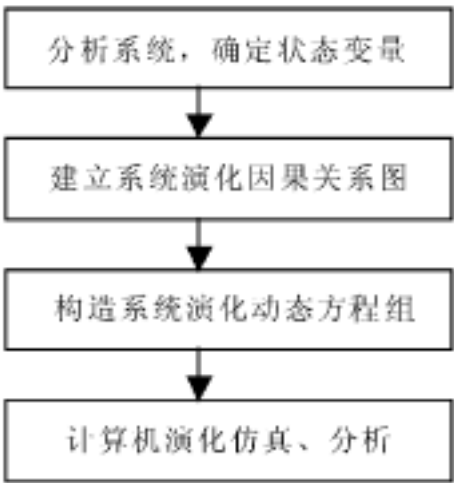 分析系统，确定状态变量
建立系统演化因果关系图
构造系统演化动态方程组
计算机演化仿真、分析